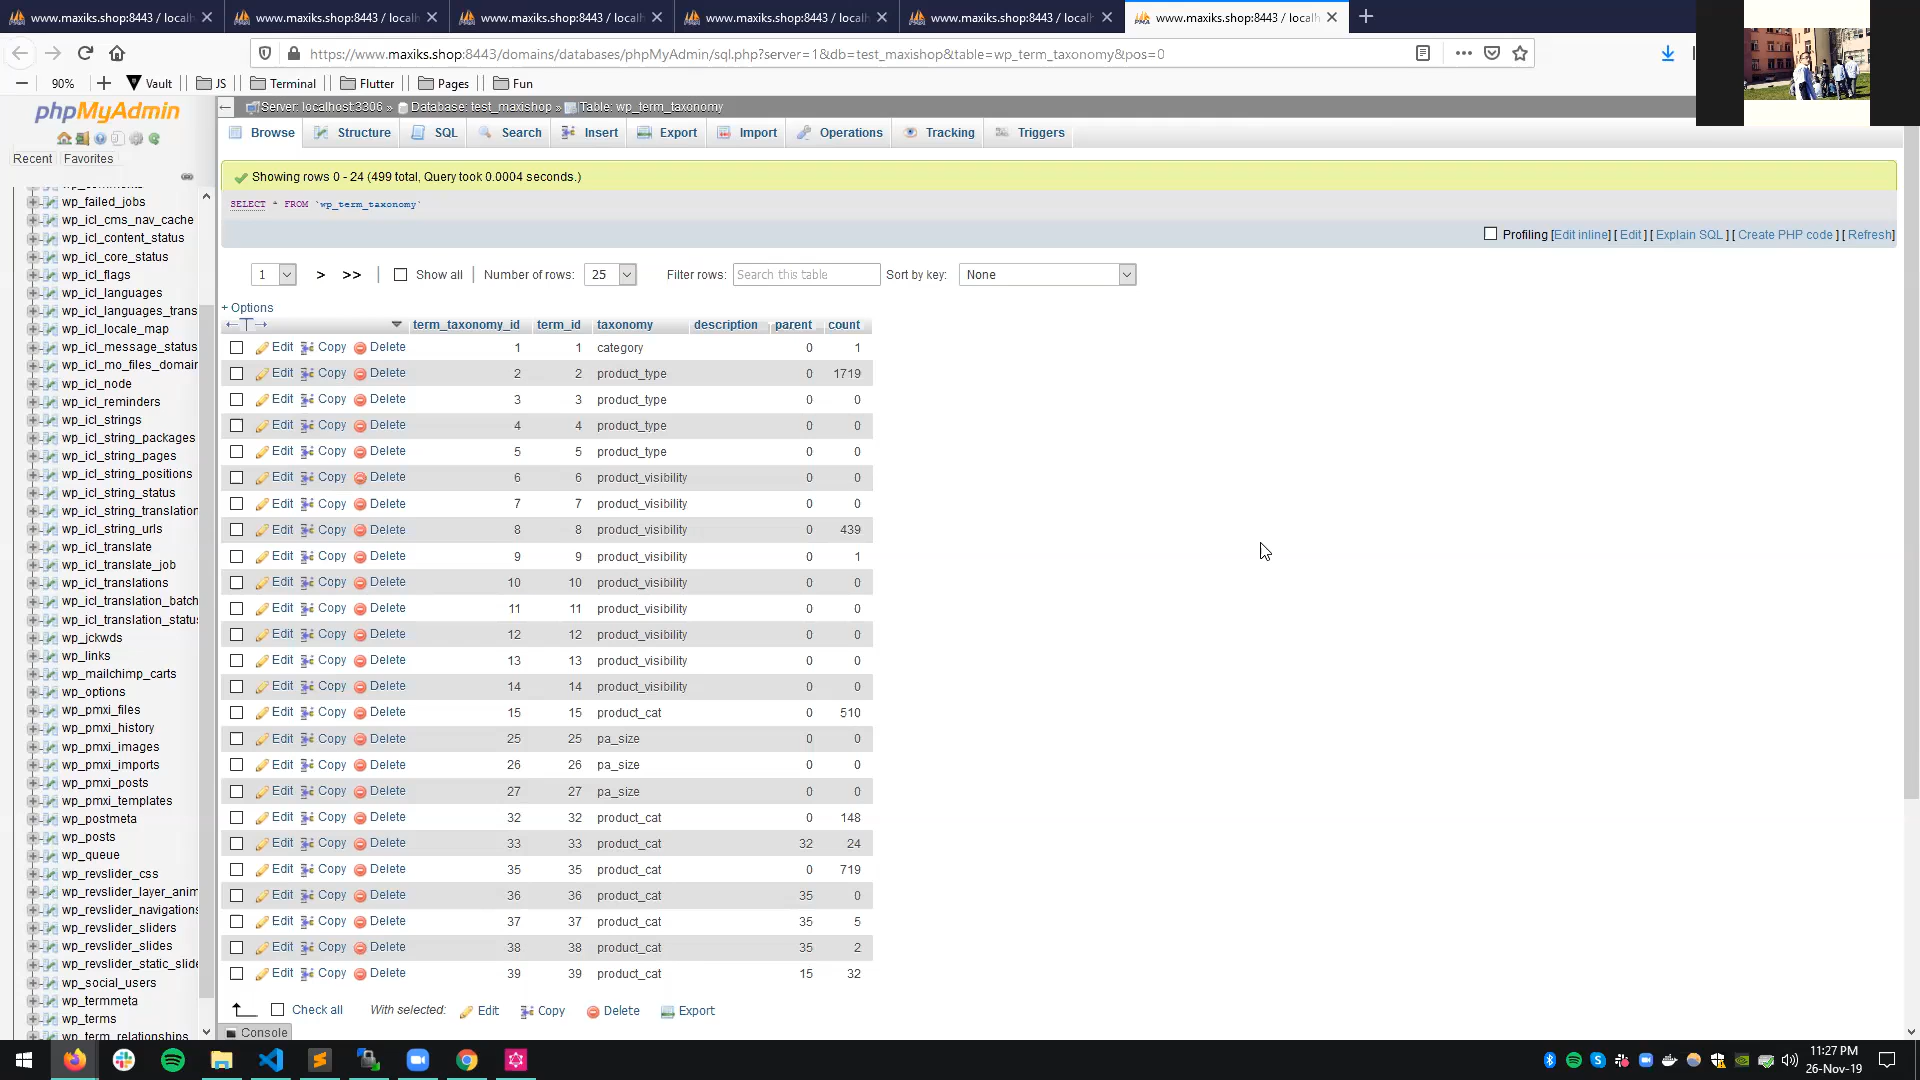 www.maxiks.shop:8443 / localh www.maxiks.shop:8443 / localh www.maxiks.shop:8443 / localh www.maxiks.shop:8443 / localh www.maxiks.shop:8443 / localh www.maxiks.shop:8443 / localh
https://www.maxiks.shop:8443/domains/databases/phpMyAdmin/sql.php?server=1&db=test_maxishop&table=wp_term_taxonomy&pos=0
90% Vault JS Terminal Flutter Pages Fun
phpMyAdmin
Recent Favorites
wp_failed_jobs
wp_icl_cms_nav_cache
wp_icl_content_status
wp_icl_core_status
wp_icl_flags
wp_icl_languages
wp_icl_languages_trans
wp_icl_locale_map
wp_icl_message_status
wp_icl_mo_files_domain
wp_icl_node
wp_icl_reminders
wp_icl_strings
wp_icl_string_packages
wp_icl_string_pages
wp_icl_string_positions
wp_icl_string_status
wp_icl_string_translation
wp_icl_string_urls
wp_icl_translate
wp_icl_translate_job
wp_icl_translations
wp_icl_translation_batch
wp_icl_translation_statu
wp_jckwds
wp_links
wp_mailchimp_carts
wp_options
wp_pmxi_files
wp_pmxi_history
wp_pmxi_images
wp_pmxi_imports
wp_pmxi_posts
wp_pmxi_templates
wp_postmeta
wp_posts
wp_queue
wp_revslider_css
wp_revslider_layer_anim
wp_revslider_navigations
wp_revslider_sliders
wp_revslider_slides
wp_revslider_static_slide
wp_social_users
wp_termmeta
wp_terms
wp_term_relationships
Server: localhost:3306 » Database: test_maxishop » Table: wp_term_taxonomy
Browse Structure SQL Search Insert Export Import Operations Tracking Triggers
Showing rows 0 - 24 (499 total, Query took 0.0004 seconds.)
SELECT * FROM `wp_term_taxonomy`
Profiling [Edit inline] [ Edit ] [ Explain SQL ] [ Create PHP code ] [ Refresh]
1 > >> | Show all | Number of rows: 25 Filter rows: Search this table Sort by key: None
+ Options
←T→ term_taxonomy_id term_id taxonomy description parent count
Edit Copy Delete 1 1 category 0 1
Edit Copy Delete 2 2 product_type 0 1719
Edit Copy Delete 3 3 product_type 0 0
Edit Copy Delete 4 4 product_type 0 0
Edit Copy Delete 5 5 product_type 0 0
Edit Copy Delete 6 6 product_visibility 0 0
Edit Copy Delete 7 7 product_visibility 0 0
Edit Copy Delete 8 8 product_visibility 0 439
Edit Copy Delete 9 9 product_visibility 0 1
Edit Copy Delete 10 10 product_visibility 0 0
Edit Copy Delete 11 11 product_visibility 0 0
Edit Copy Delete 12 12 product_visibility 0 0
Edit Copy Delete 13 13 product_visibility 0 0
Edit Copy Delete 14 14 product_visibility 0 0
Edit Copy Delete 15 15 product_cat 0 510
Edit Copy Delete 25 25 pa_size 0 0
Edit Copy Delete 26 26 pa_size 0 0
Edit Copy Delete 27 27 pa_size 0 0
Edit Copy Delete 32 32 product_cat 0 148
Edit Copy Delete 33 33 product_cat 32 24
Edit Copy Delete 35 35 product_cat 0 719
Edit Copy Delete 36 36 product_cat 35 0
Edit Copy Delete 37 37 product_cat 35 5
Edit Copy Delete 38 38 product_cat 35 2
Edit Copy Delete 39 39 product_cat 15 32
Check all With selected: Edit Copy Delete Export
Console
11:27 PM
26-Nov-19